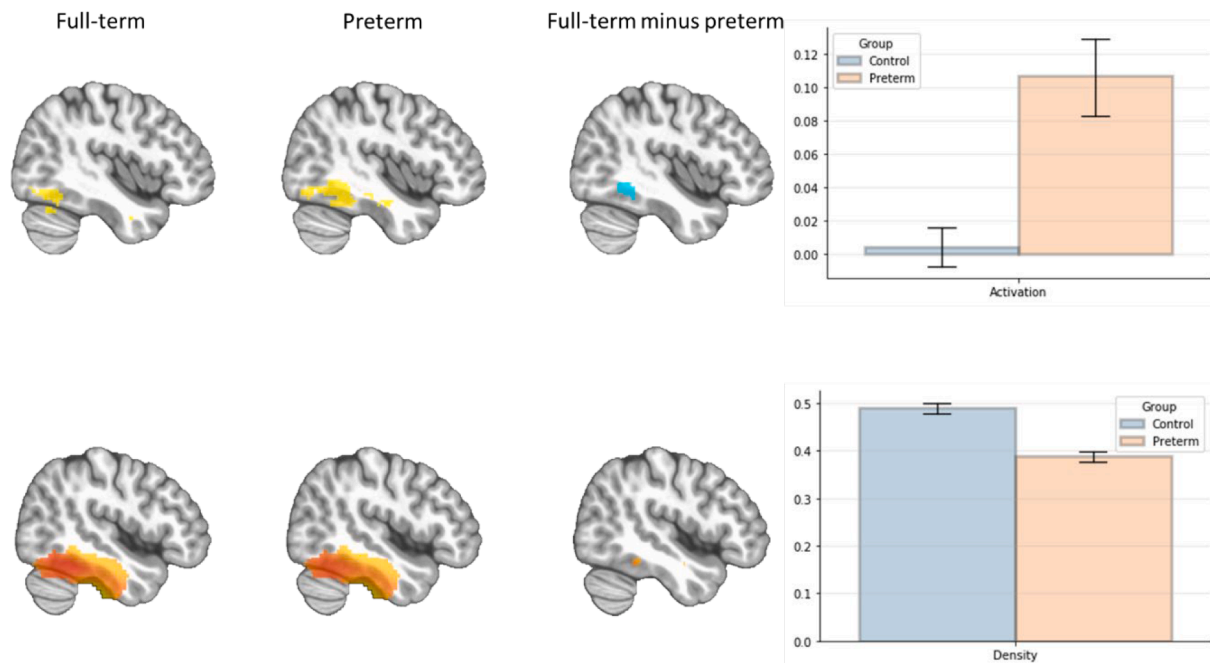 Full-term
Preterm
Full-term minus preterm
0.12
0.10
0.08
0.06
0.04
0.02
0.00
Group
Control
Preterm
Activation
0.5
0.4
0.3
0.2
0.1
0.0
Group
Control
Preterm
Density